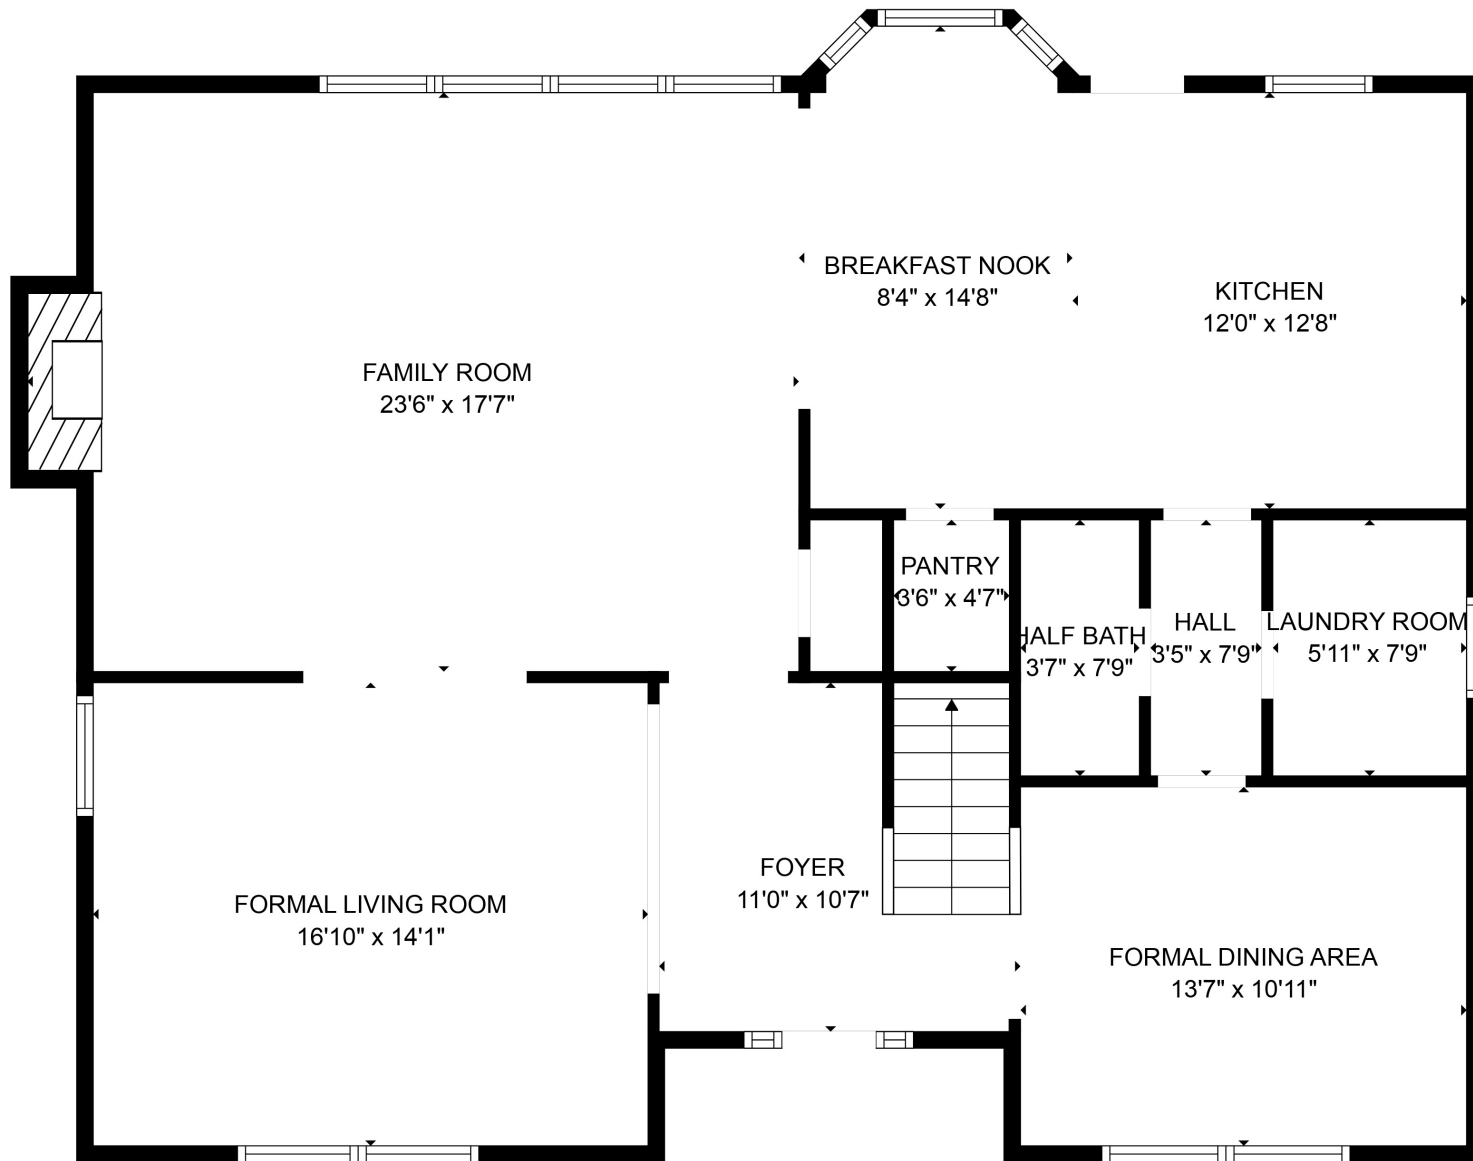 BREAKFAST NOOK
8'4" x 14'8"
KITCHEN
12'0" x 12'8"
FAMILY ROOM
23'6" x 17'7"
PANTRY
3'6" x 4'7"
HALF BATH
3'7" x 7'9"
HALL
3'5" x 7'9"
LAUNDRY ROOM
5'11" x 7'9"
FOYER
11'0" x 10'7"
FORMAL LIVING ROOM
16'10" x 14'1"
FORMAL DINING AREA
13'7" x 10'11"